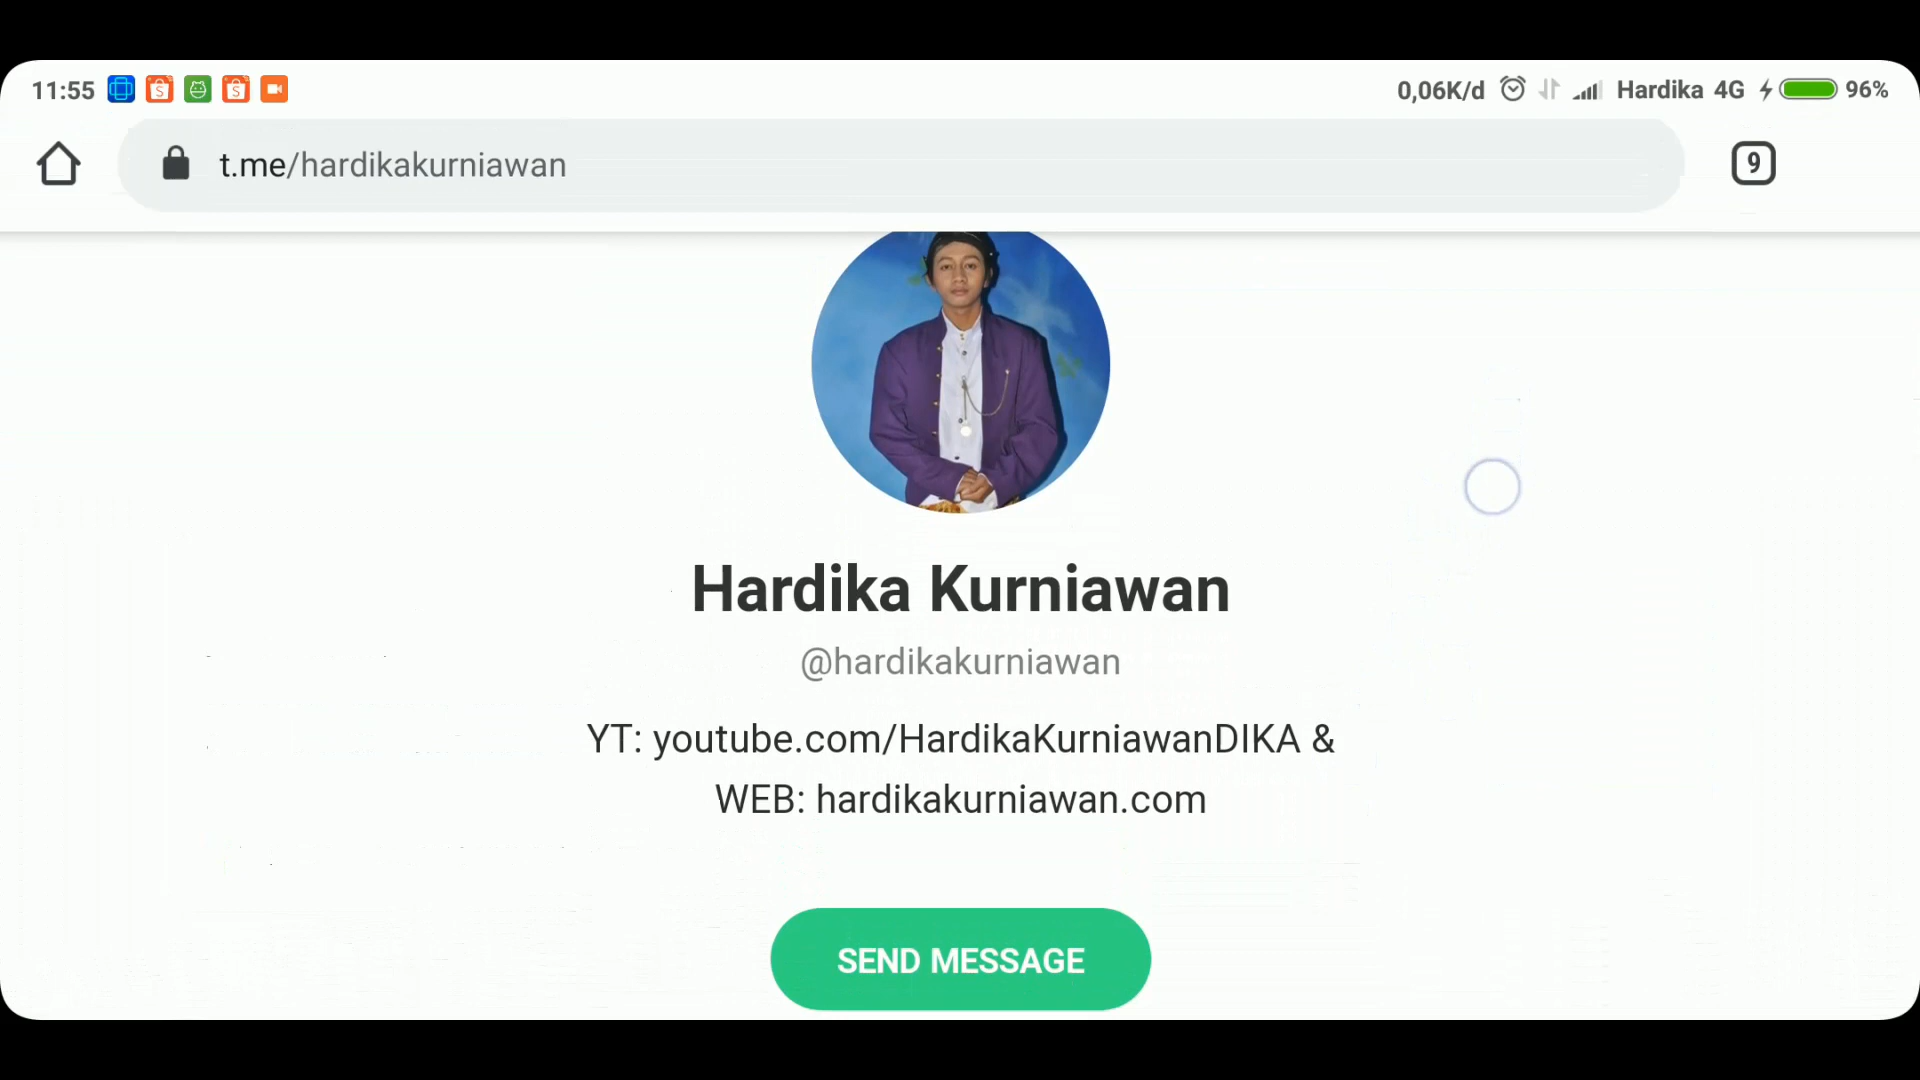 11:55 0,06K/d Hardika 4G 96%
t.me/hardikakurniawan 9
Hardika Kurniawan
@hardikakurniawan
YT: youtube.com/HardikaKurniawanDIKA &
WEB: hardikakurniawan.com
SEND MESSAGE